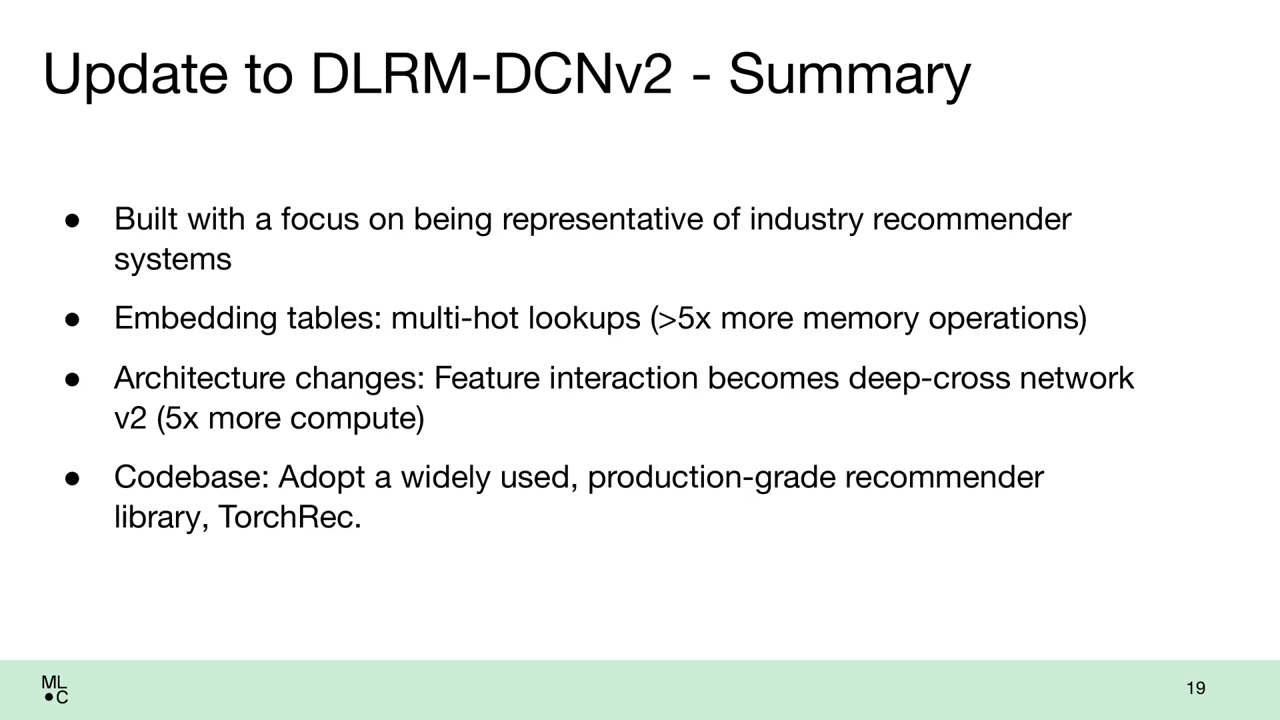 Update to DLRM-DCNv2 - Summary
● Built with a focus on being representative of industry recommender
systems
● Embedding tables: multi-hot lookups (>5x more memory operations)
● Architecture changes: Feature interaction becomes deep-cross network
v2 (5x more compute)
● Codebase: Adopt a widely used, production-grade recommender
library, TorchRec.
ML
C
19